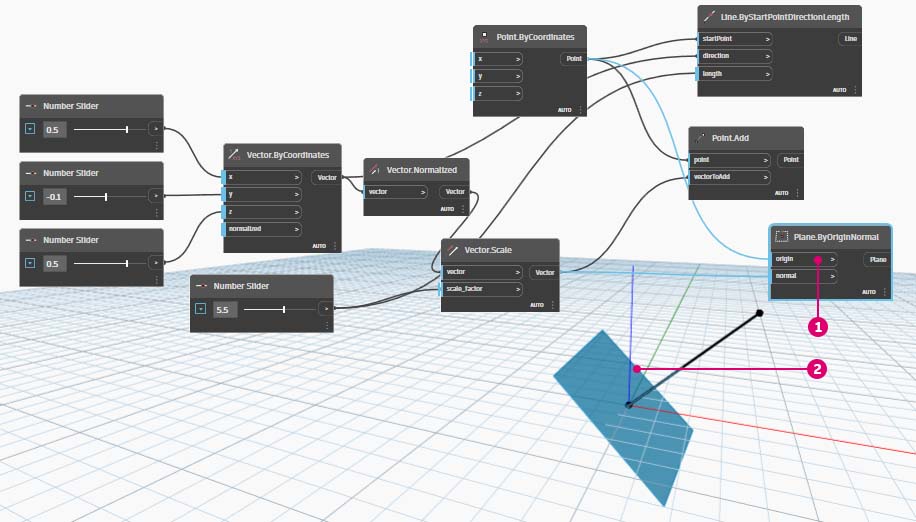 Line.ByStartPointDirectionLength
startPoint > Line
direction >
length >
AUTO
Point.ByCoordinates
x > Point
y >
z >
AUTO
Number Slider
0.5 >
Number Slider
-0.1 >
Number Slider
0.5 >
Vector.ByCoordinates
x > Vector
y >
z >
normalized >
AUTO
Vector.Normalized
vector > Vector
AUTO
Point.Add
point > Point
vectorToAdd >
AUTO
Vector.Scale
vector > Vector
scale_factor >
AUTO
Plane.ByOriginNormal
origin > Plane
normal >
AUTO
Number Slider
5.5 >
1
2